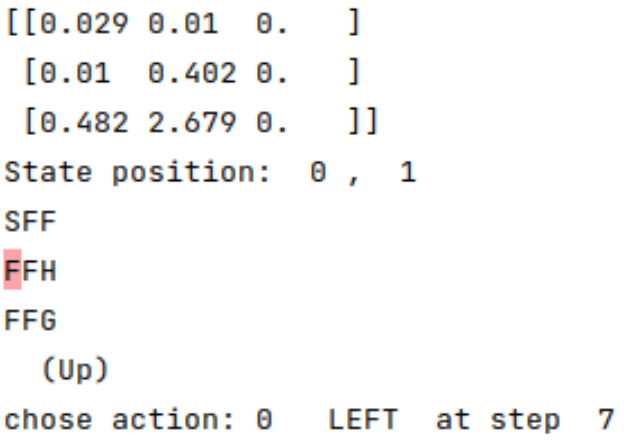 [[0.029 0.01  0.   ]
 [0.01  0.402 0.   ]
 [0.482 2.679 0.   ]]
State position:  0 ,  1
SFF
FFH
FFG
  (Up)
chose action: 0   LEFT  at step  7